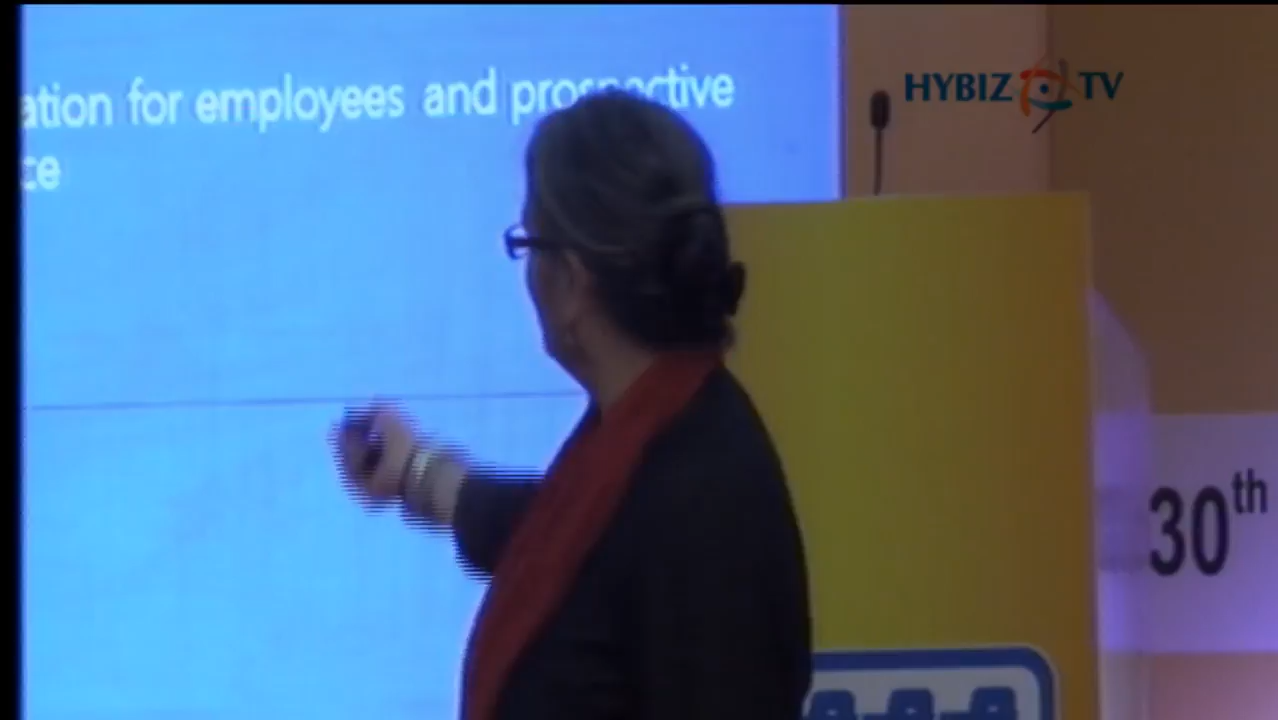 ation for employees and prospective
ce
HYBIZ TV
30th